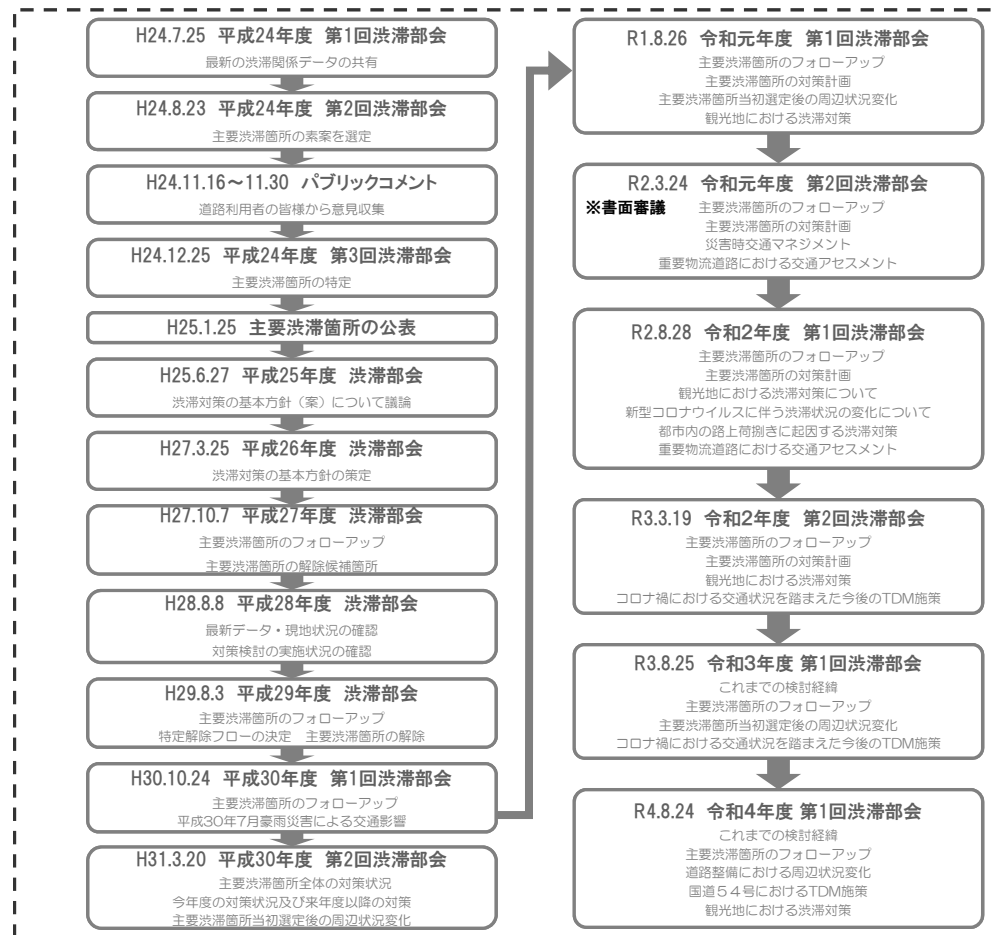 H24.7.25 平成24年度 第1回渋滞部会
最新の渋滞関係データの共有
H24.8.23 平成24年度 第2回渋滞部会
主要渋滞箇所の素案を選定
H24.11.16～11.30 パブリックコメント
道路利用者の皆様から意見収集
H24.12.25 平成24年度 第3回渋滞部会
主要渋滞箇所の特定
H25.1.25 主要渋滞箇所の公表
H25.6.27 平成25年度 渋滞部会
渋滞対策の基本方針（案）について議論
H27.3.25 平成26年度 渋滞部会
渋滞対策の基本方針の策定
H27.10.7 平成27年度 渋滞部会
主要渋滞箇所のフォローアップ
主要渋滞箇所の解除候補箇所
H28.8.8 平成28年度 渋滞部会
最新データ・現地状況の確認
対策検討の実施状況の確認
H29.8.3 平成29年度 渋滞部会
主要渋滞箇所のフォローアップ
特定解除フローの決定 主要渋滞箇所の解除
H30.10.24 平成30年度 第1回渋滞部会
主要渋滞箇所のフォローアップ
平成30年7月豪雨災害による交通影響
H31.3.20 平成30年度 第2回渋滞部会
主要渋滞箇所全体の対策状況
今年度の対策状況及び来年度以降の対策
主要渋滞箇所当初選定後の周辺状況変化
R1.8.26 令和元年度 第1回渋滞部会
主要渋滞箇所のフォローアップ
主要渋滞箇所の対策計画
主要渋滞箇所当初選定後の周辺状況変化
観光地における渋滞対策
R2.3.24 令和元年度 第2回渋滞部会
※書面審議 主要渋滞箇所のフォローアップ
主要渋滞箇所の対策計画
災害時交通マネジメント
重要物流道路における交通アセスメント
R2.8.28 令和2年度 第1回渋滞部会
主要渋滞箇所のフォローアップ
主要渋滞箇所の対策計画
観光地における渋滞対策について
新型コロナウイルスに伴う渋滞状況の変化について
都市内の路上荷捌きに起因する渋滞対策
重要物流道路における交通アセスメント
R3.3.19 令和2年度 第2回渋滞部会
主要渋滞箇所のフォローアップ
主要渋滞箇所の対策計画
観光地における渋滞対策
コロナ禍における交通状況を踏まえた今後のTDM施策
R3.8.25 令和3年度 第1回渋滞部会
これまでの検討経緯
主要渋滞箇所のフォローアップ
主要渋滞箇所当初選定後の周辺状況変化
コロナ禍における交通状況を踏まえた今後のTDM施策
R4.8.24 令和4年度 第1回渋滞部会
これまでの検討経緯
主要渋滞箇所のフォローアップ
道路整備における周辺状況変化
国道５４号におけるTDM施策
観光地における渋滞対策